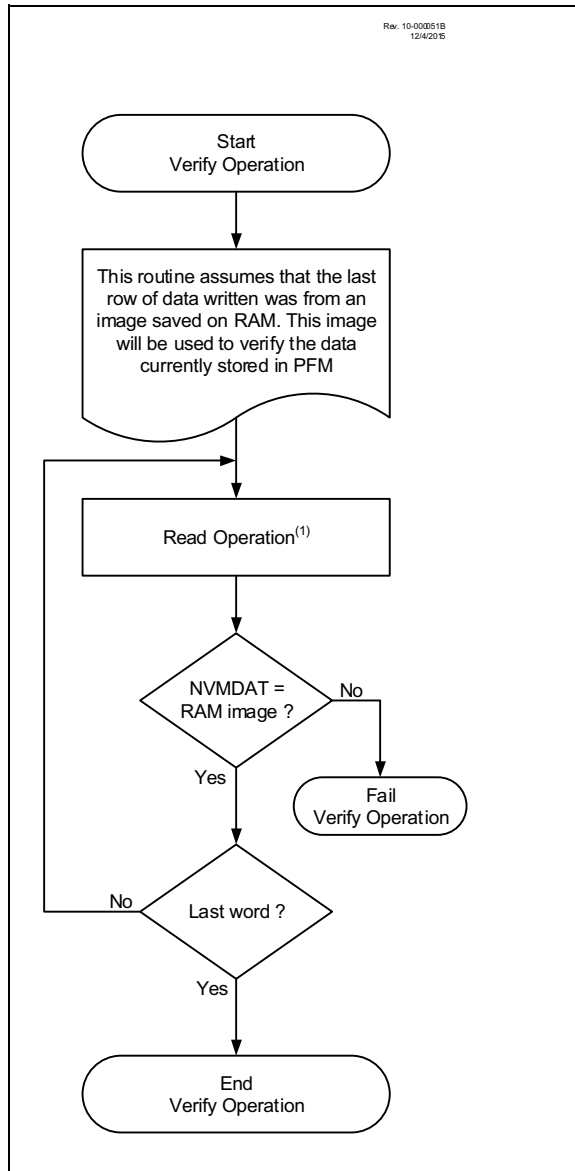 Rev. 10-000051B
12/4/2015
Start
Verify Operation
This routine assumes that the last
row of data written was from an
image saved on RAM. This image
will be used to verify the data
currently stored in PFM
Read Operation(1)
NVMDAT =
RAM image ?
No
Yes
Fail
Verify Operation
Last word ?
No
Yes
End
Verify Operation